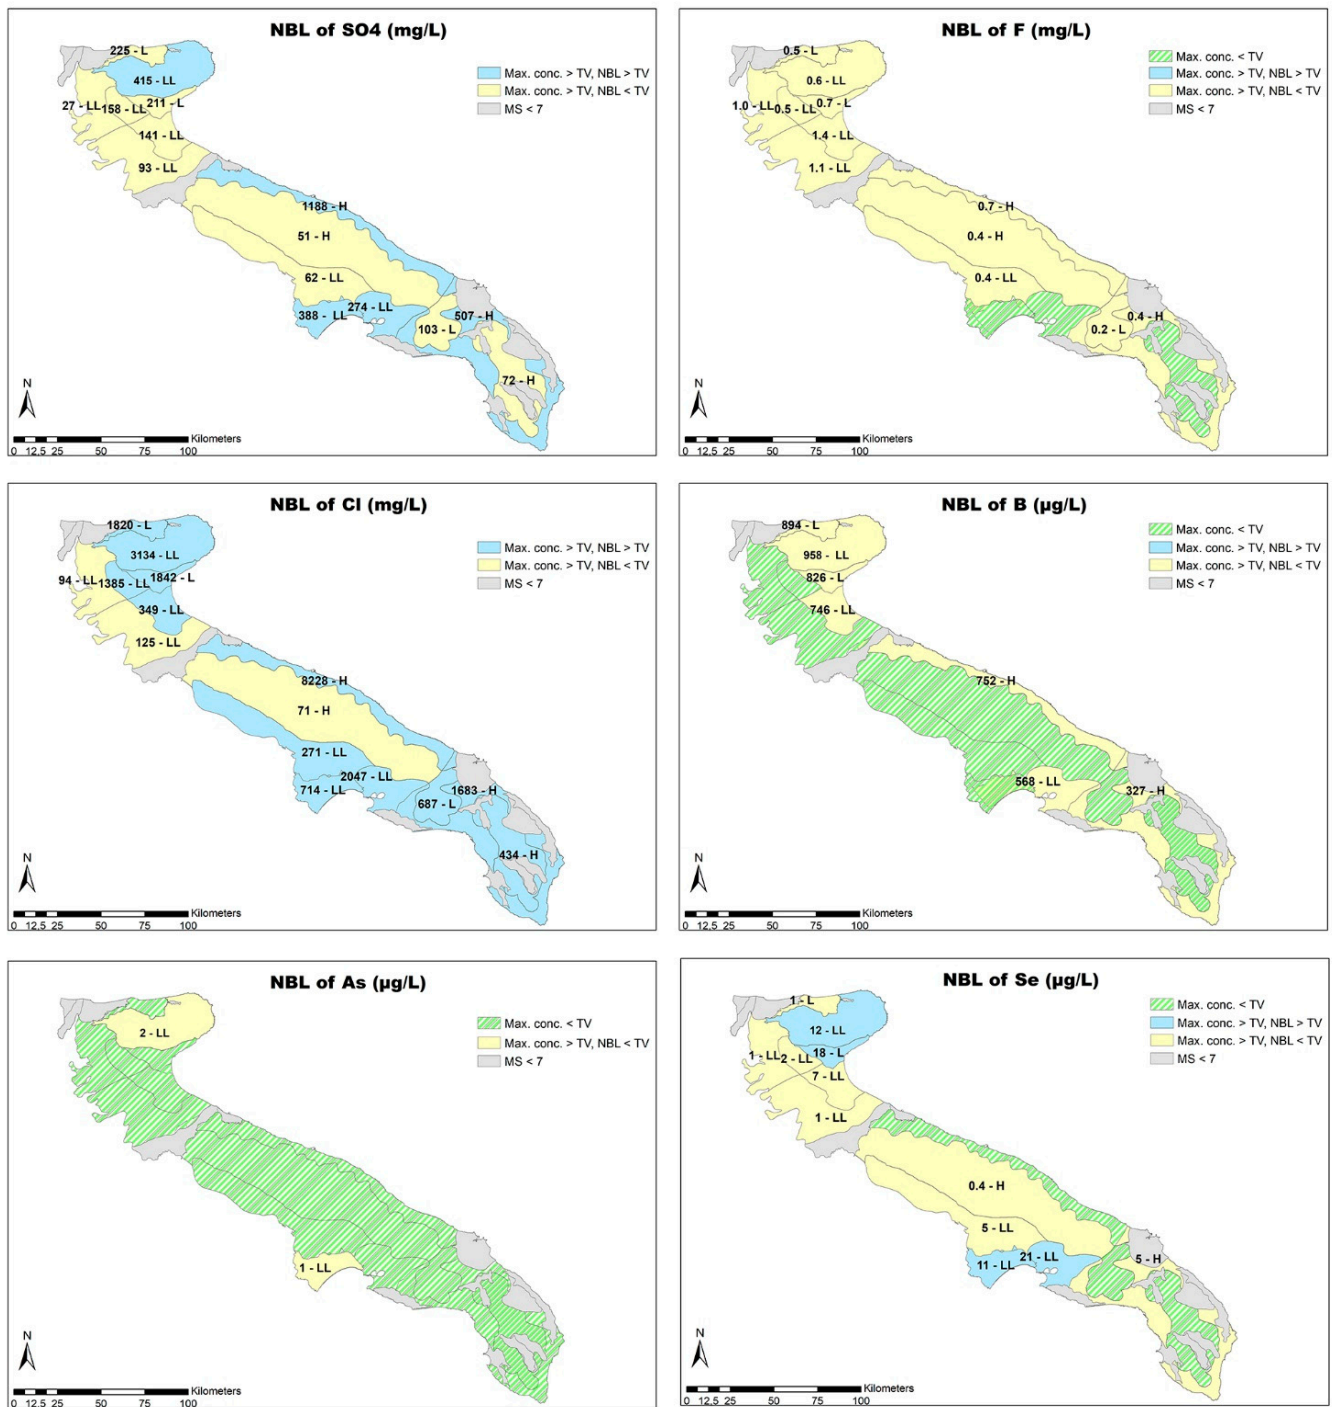 NBL of SO4 (mg/L)
225 - L
415 - LL
27 - LL
158 - LL
211 - L
141 - LL
93 - LL
1188 - H
51 - H
62 - LL
274 - LL
388 - LL
507 - H
103 - L
72 - H
Max. conc. > TV, NBL > TV
Max. conc. > TV, NBL < TV
MS < 7
N
Kilometers
0 12.5 25 50 75 100
NBL of F (mg/L)
0.5 - L
0.6 - LL
1.0 - LL
0.5 - LL
0.7 - L
1.4 - LL
1.1 - LL
0.7 - H
0.4 - H
0.4 - LL
0.4 - H
0.2 - L
Max. conc. < TV
Max. conc. > TV, NBL > TV
Max. conc. > TV, NBL < TV
MS < 7
N
Kilometers
0 12.5 25 50 75 100
NBL of Cl (mg/L)
1820 - L
3134 - LL
94 - LL
1385 - LL
1842 - L
349 - LL
125 - LL
8228 - H
71 - H
271 - LL
2047 - LL
714 - LL
1683 - H
687 - L
434 - H
Max. conc. > TV, NBL > TV
Max. conc. > TV, NBL < TV
MS < 7
N
Kilometers
0 12.5 25 50 75 100
NBL of B (µg/L)
894 - L
958 - LL
826 - L
746 - LL
752 - H
568 - LL
327 - H
Max. conc. < TV
Max. conc. > TV, NBL > TV
Max. conc. > TV, NBL < TV
MS < 7
N
Kilometers
0 12.5 25 50 75 100
NBL of As (µg/L)
2 - LL
1 - LL
Max. conc. < TV
Max. conc. > TV, NBL < TV
MS < 7
N
Kilometers
0 12.5 25 50 75 100
NBL of Se (µg/L)
1 - L
12 - LL
18 - L
1 - LL
2 - LL
7 - LL
1 - LL
0.4 - H
5 - LL
21 - LL
11 - LL
5 - H
Max. conc. < TV
Max. conc. > TV, NBL > TV
Max. conc. > TV, NBL < TV
MS < 7
N
Kilometers
0 12.5 25 50 75 100